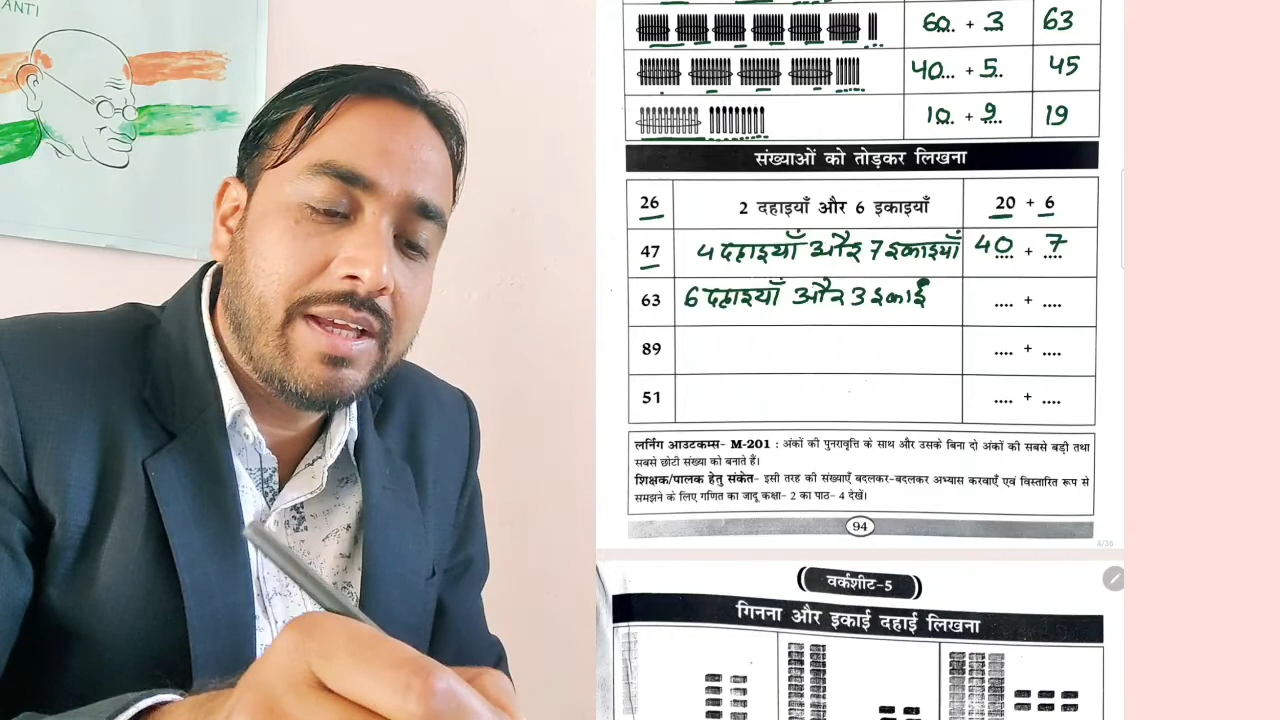 ANTI
60... + 3.. 63
40... + 5.. 45
10... + 9... 19
संख्याओं को तोड़कर लिखना
26 2 दहाइयाँ और 6 इकाइयाँ 20 + 6
47 4 दहाइयाँ और 7 इकाइयाँ 40 .... + 7 ....
63 6 दहाइयाँ और 3 इकाई .... + ....
89 .... + ....
51 .... + ....
लर्निंग आउटकम्स- M-201 : अंकों की पुनरावृत्ति के साथ और उसके बिना दो अंकों की सबसे बड़ी तथा
सबसे छोटी संख्या को बनाते हैं।
शिक्षक/पालक हेतु संकेत- इसी तरह की संख्याएँ बदलकर-बदलकर अभ्यास करवाएँ एवं विस्तारित रूप से
समझने के लिए गणित का जादू कक्षा- 2 का पाठ- 4 देखें।
94
4/36
वर्कशीट-5
गिनना और इकाई दहाई लिखना